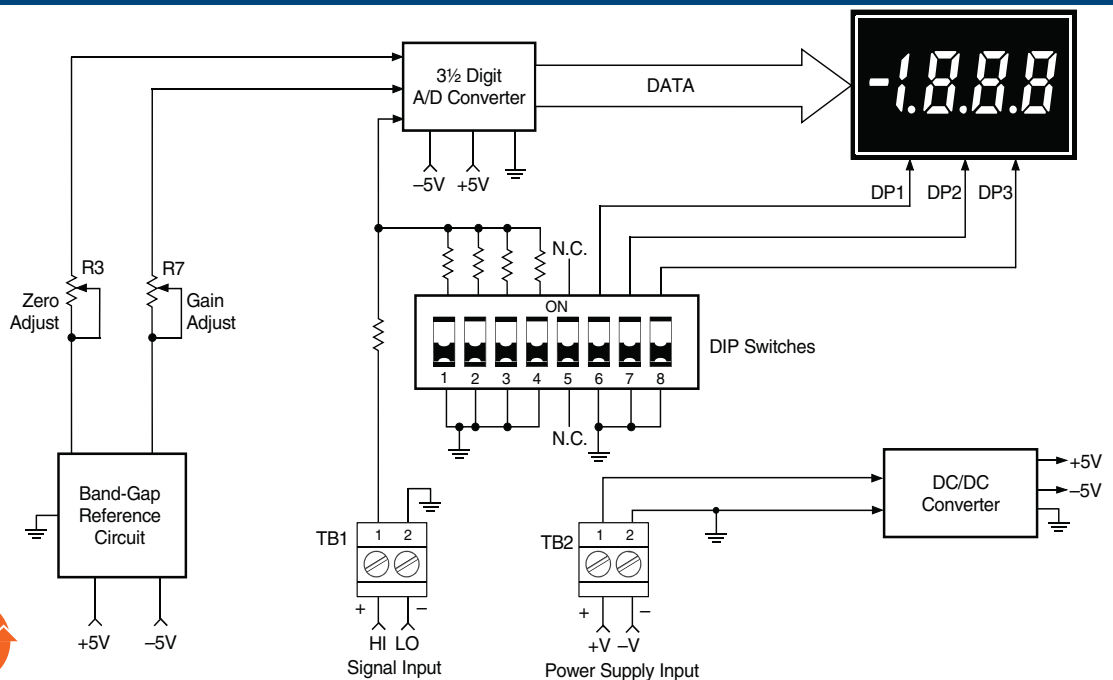 3½ Digit
A/D Converter
DATA
-1.8.8.8
–5V +5V
DP1 DP2 DP3
N.C.
R3
Zero
Adjust
R7
Gain
Adjust
ON
DIP Switches
1 2 3 4 5 6 7 8
N.C.
Band-Gap
Reference
Circuit
+5V –5V
TB1
1 2
+ –
HI LO
Signal Input
TB2
1 2
+ –
+V –V
Power Supply Input
DC/DC
Converter
+5V
–5V